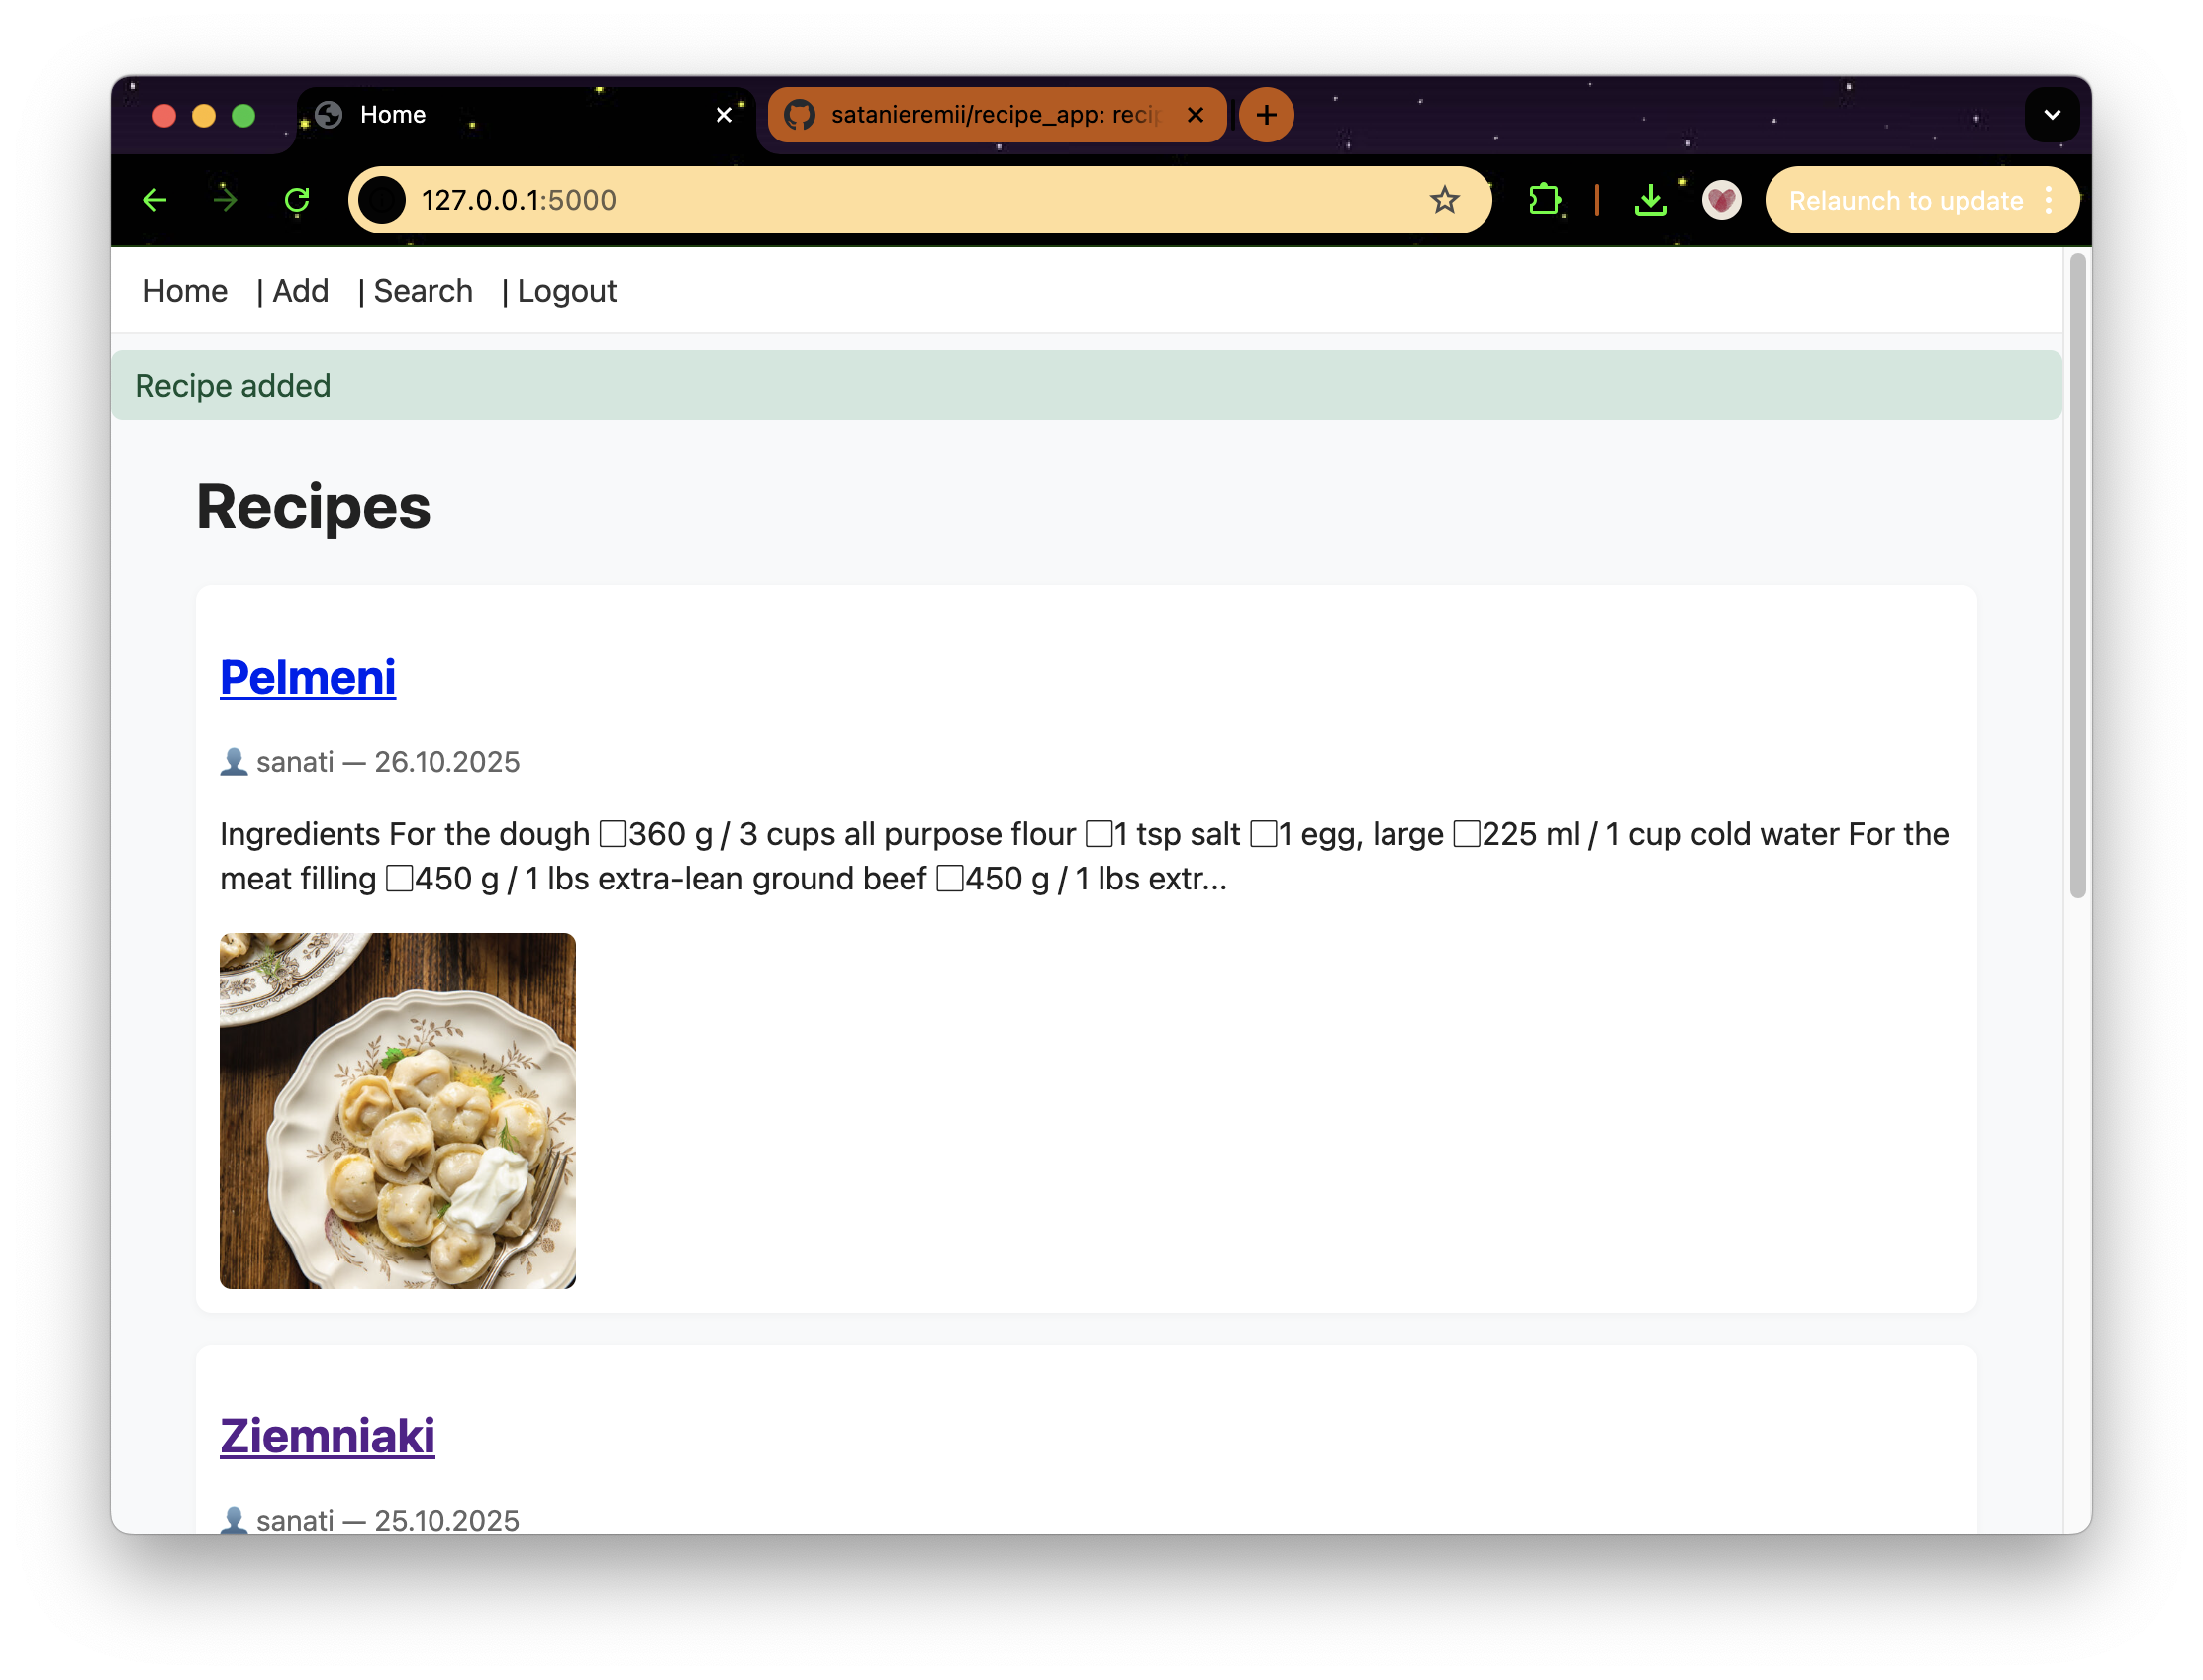 Home
satanieremii/recipe_app: recip
127.0.0.1:5000
Relaunch to update
Home | Add | Search | Logout
Recipe added
Recipes
Pelmeni
👤 sanati — 26.10.2025
Ingredients For the dough ▢360 g / 3 cups all purpose flour ▢1 tsp salt ▢1 egg, large ▢225 ml / 1 cup cold water For the
meat filling ▢450 g / 1 lbs extra-lean ground beef ▢450 g / 1 lbs extr...
Ziemniaki
👤 sanati — 25.10.2025